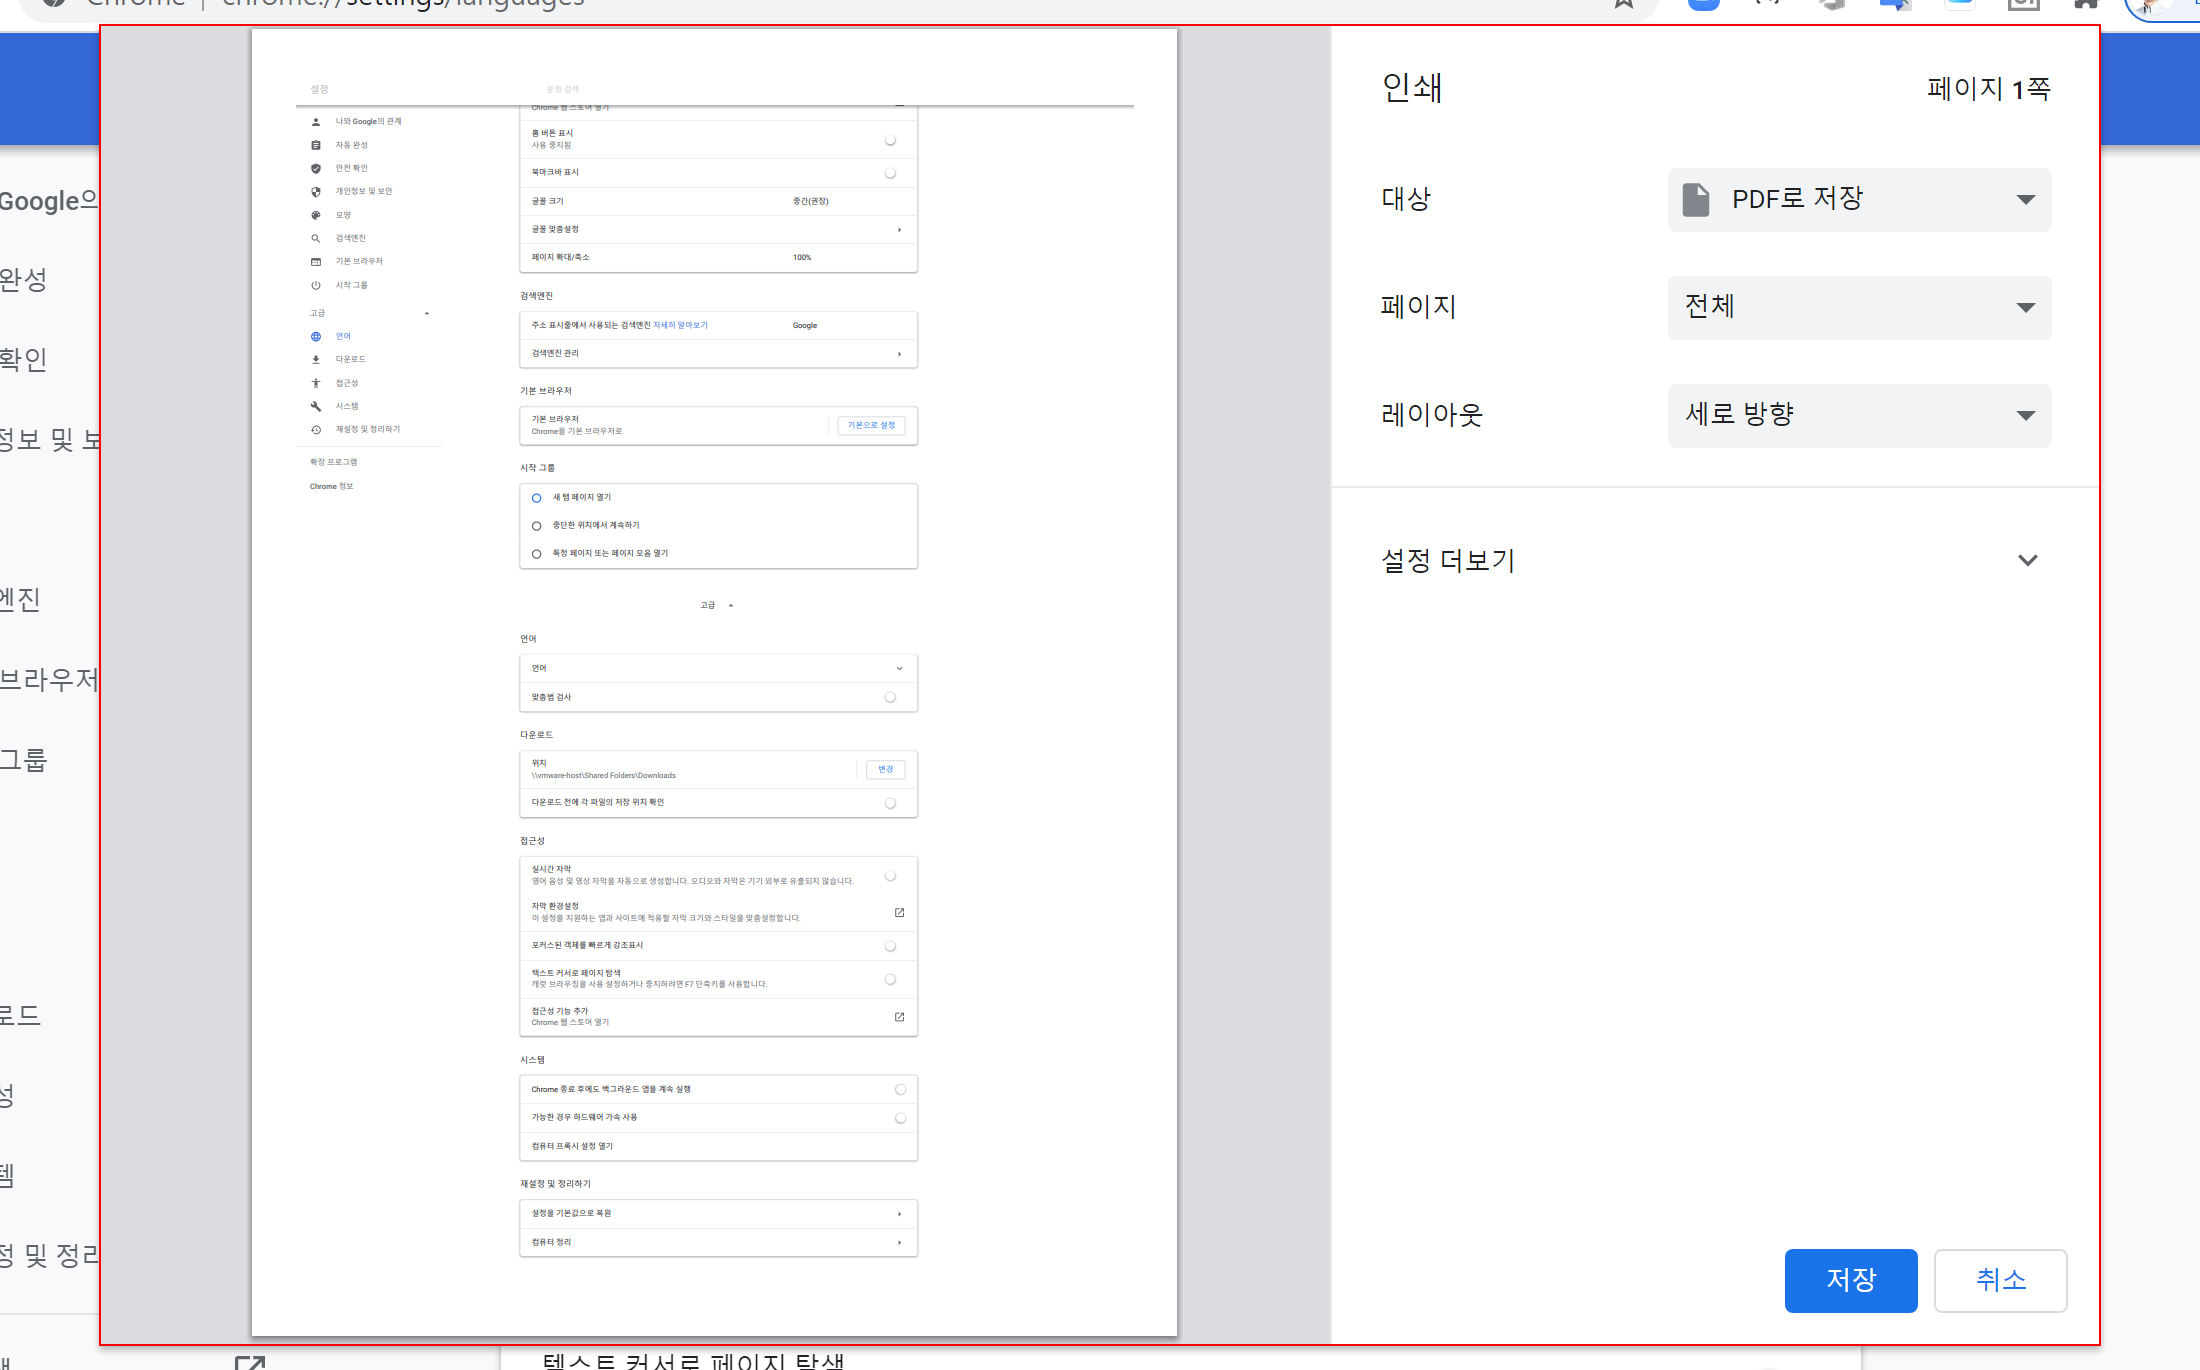 Chrome | chrome://settings/languages
Google의
완성
확인
정보 및 보
엔진
브라우저
그룹
로드
성
템
정 및 정리
설정
설정 검색
나와 Google의 관계
자동 완성
안전 확인
개인정보 및 보안
모양
검색엔진
기본 브라우저
시작 그룹
고급
언어
다운로드
접근성
시스템
재설정 및 정리하기
확장 프로그램
Chrome 정보
Chrome 웹 스토어 열기
홈 버튼 표시
사용 중지됨
북마크바 표시
글꼴 크기 중간(권장)
글꼴 맞춤설정
페이지 확대/축소 100%
검색엔진
주소 표시줄에서 사용되는 검색엔진 자세히 알아보기 Google
검색엔진 관리
기본 브라우저
기본 브라우저
Chrome을 기본 브라우저로
기본으로 설정
시작 그룹
새 탭 페이지 열기
중단한 위치에서 계속하기
특정 페이지 또는 페이지 모음 열기
고급
언어
언어
맞춤법 검사
다운로드
위치
\\vmware-host\Shared Folders\Downloads
변경
다운로드 전에 각 파일의 저장 위치 확인
접근성
실시간 자막
영어 음성 및 영상 자막을 자동으로 생성합니다. 오디오와 자막은 기기 외부로 유출되지 않습니다.
자막 환경설정
이 설정을 지원하는 앱과 사이트에 적용할 자막 크기와 스타일을 맞춤설정합니다.
포커스된 객체를 빠르게 강조표시
텍스트 커서로 페이지 탐색
캐럿 브라우징을 사용 설정하거나 중지하려면 F7 단축키를 사용합니다.
접근성 기능 추가
Chrome 웹 스토어 열기
시스템
Chrome 종료 후에도 백그라운드 앱을 계속 실행
가능한 경우 하드웨어 가속 사용
컴퓨터 프록시 설정 열기
재설정 및 정리하기
설정을 기본값으로 복원
컴퓨터 정리
인쇄 페이지 1쪽
대상 PDF로 저장
페이지 전체
레이아웃 세로 방향
설정 더보기
저장 취소
텍스트 커서로 페이지 탐색